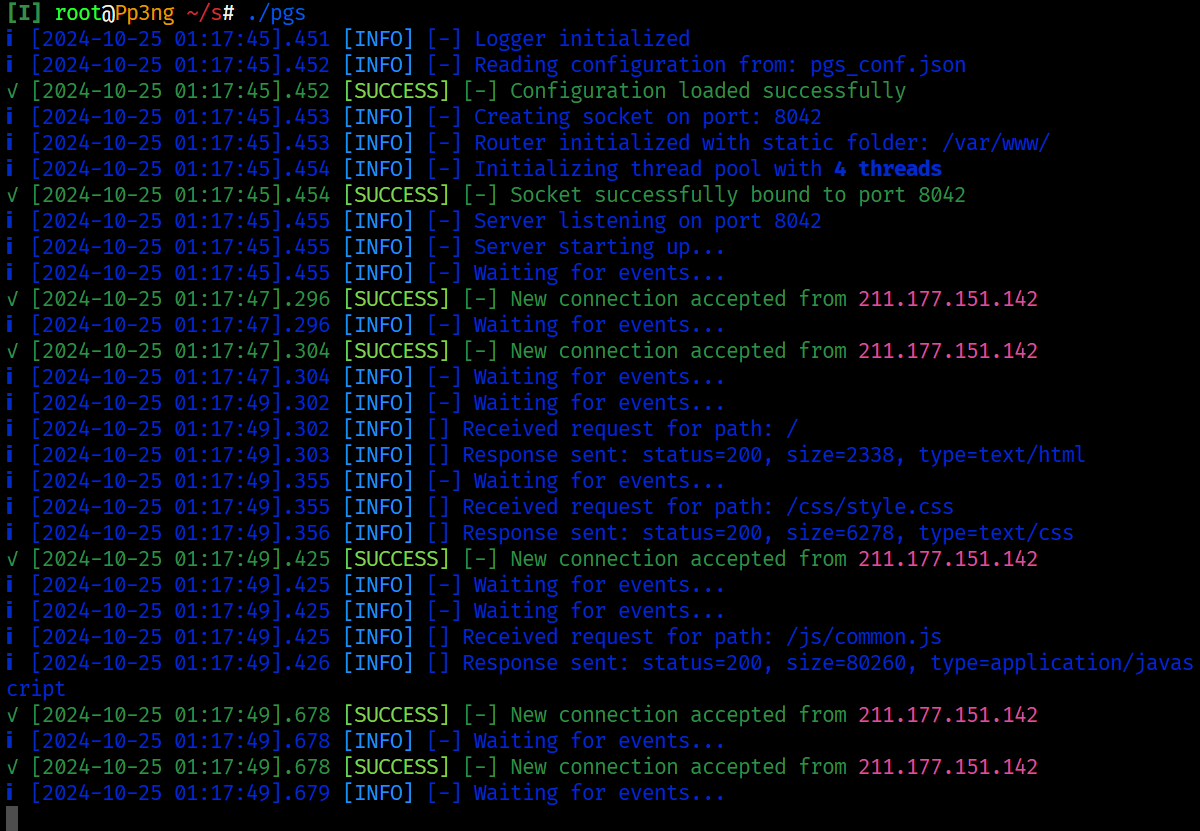 [I] root@Pp3ng ~/s# ./pgs
i [2024-10-25 01:17:45].451 [INFO] [-] Logger initialized
i [2024-10-25 01:17:45].452 [INFO] [-] Reading configuration from: pgs_conf.json
√ [2024-10-25 01:17:45].452 [SUCCESS] [-] Configuration loaded successfully
i [2024-10-25 01:17:45].453 [INFO] [-] Creating socket on port: 8042
i [2024-10-25 01:17:45].453 [INFO] [-] Router initialized with static folder: /var/www/
i [2024-10-25 01:17:45].454 [INFO] [-] Initializing thread pool with 4 threads
√ [2024-10-25 01:17:45].454 [SUCCESS] [-] Socket successfully bound to port 8042
i [2024-10-25 01:17:45].455 [INFO] [-] Server listening on port 8042
i [2024-10-25 01:17:45].455 [INFO] [-] Server starting up...
i [2024-10-25 01:17:45].455 [INFO] [-] Waiting for events...
√ [2024-10-25 01:17:47].296 [SUCCESS] [-] New connection accepted from 211.177.151.142
i [2024-10-25 01:17:47].296 [INFO] [-] Waiting for events...
√ [2024-10-25 01:17:47].304 [SUCCESS] [-] New connection accepted from 211.177.151.142
i [2024-10-25 01:17:47].304 [INFO] [-] Waiting for events...
i [2024-10-25 01:17:49].302 [INFO] [-] Waiting for events...
i [2024-10-25 01:17:49].302 [INFO] [] Received request for path: /
i [2024-10-25 01:17:49].303 [INFO] [] Response sent: status=200, size=2338, type=text/html
i [2024-10-25 01:17:49].355 [INFO] [-] Waiting for events...
i [2024-10-25 01:17:49].355 [INFO] [] Received request for path: /css/style.css
i [2024-10-25 01:17:49].356 [INFO] [] Response sent: status=200, size=6278, type=text/css
√ [2024-10-25 01:17:49].425 [SUCCESS] [-] New connection accepted from 211.177.151.142
i [2024-10-25 01:17:49].425 [INFO] [-] Waiting for events...
i [2024-10-25 01:17:49].425 [INFO] [-] Waiting for events...
i [2024-10-25 01:17:49].425 [INFO] [] Received request for path: /js/common.js
i [2024-10-25 01:17:49].426 [INFO] [] Response sent: status=200, size=80260, type=application/javas
cript
√ [2024-10-25 01:17:49].678 [SUCCESS] [-] New connection accepted from 211.177.151.142
i [2024-10-25 01:17:49].678 [INFO] [-] Waiting for events...
√ [2024-10-25 01:17:49].678 [SUCCESS] [-] New connection accepted from 211.177.151.142
i [2024-10-25 01:17:49].679 [INFO] [-] Waiting for events...